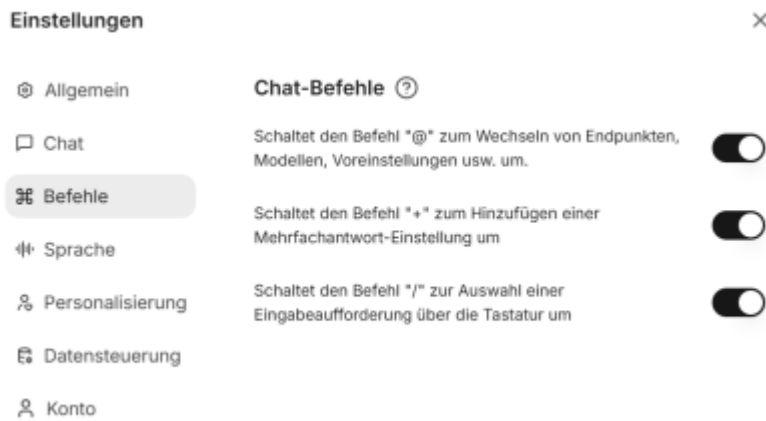 Einstellungen
Allgemein
Chat
Befehle
Sprache
Personalisierung
Datensteuerung
Konto
Chat-Befehle
Schaltet den Befehl "@" zum Wechseln von Endpunkten,
Modellen, Voreinstellungen usw. um.
Schaltet den Befehl "+" zum Hinzufügen einer
Mehrfachantwort-Einstellung um
Schaltet den Befehl "/" zur Auswahl einer
Eingabeaufforderung über die Tastatur um